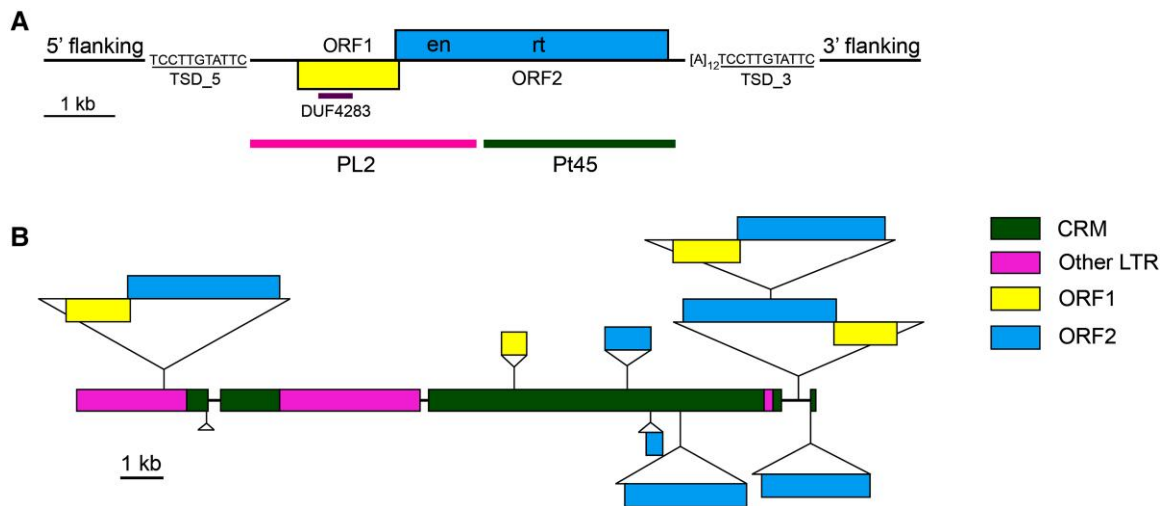 A
5' flanking
TCCTTGTATTC
TSD_5
ORF1
en
rt
ORF2
DUF4283
[A]12TCCTTGTATTC
TSD_3
3' flanking
1 kb
PL2
Pt45
B
1 kb
CRM
Other LTR
ORF1
ORF2